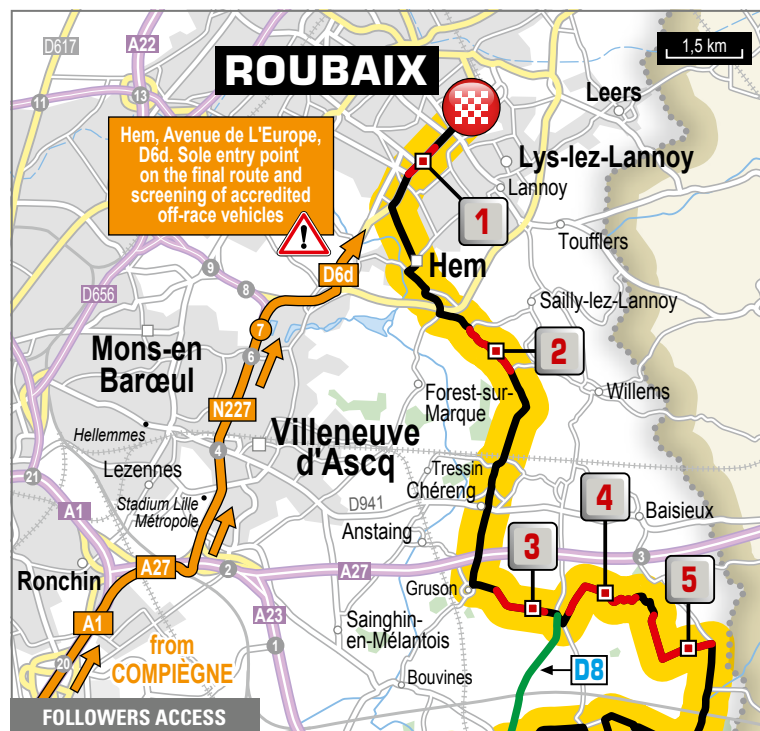 D617
A22
ROUBAIX
1,5 km
11
13
Leers
Hem, Avenue de L'Europe,
D6d. Sole entry point
on the final route and
screening of accredited
off-race vehicles
Lys-lez-Lannoy
Lannoy
1
!
Toufflers
Hem
D6d
9
D656
8
Sailly-lez-Lannoy
7
Mons-en
Barœul
6
2
Willems
Forest-sur-
Marque
N227
Hellemmes
Villeneuve
d'Ascq
4
Lezennes
Tressin
Chéreng
21
Stadium Lille
Métropole
D941
4
Baisieux
A1
Anstaing
3
3
Ronchin
A27
2
A27
5
Gruson
A23
A1
Sainghin-
en-Mélantois
1
from
COMPIÈGNE
20
D8
Bouvines
FOLLOWERS ACCESS